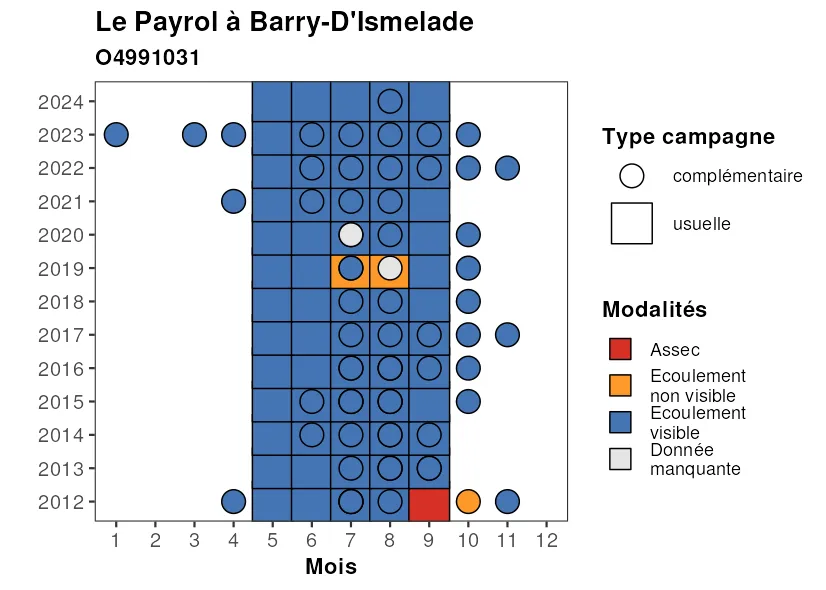 Le Payrol à Barry-D'Ismelade
O4991031
2024
2023
2022
2021
2020
2019
2018
2017
2016
2015
2014
2013
2012
1 2 3 4 5 6 7 8 9 10 11 12
Mois
Type campagne
complémentaire
usuelle
Modalités
Assec
Ecoulement
non visible
Ecoulement
visible
Donnée
manquante